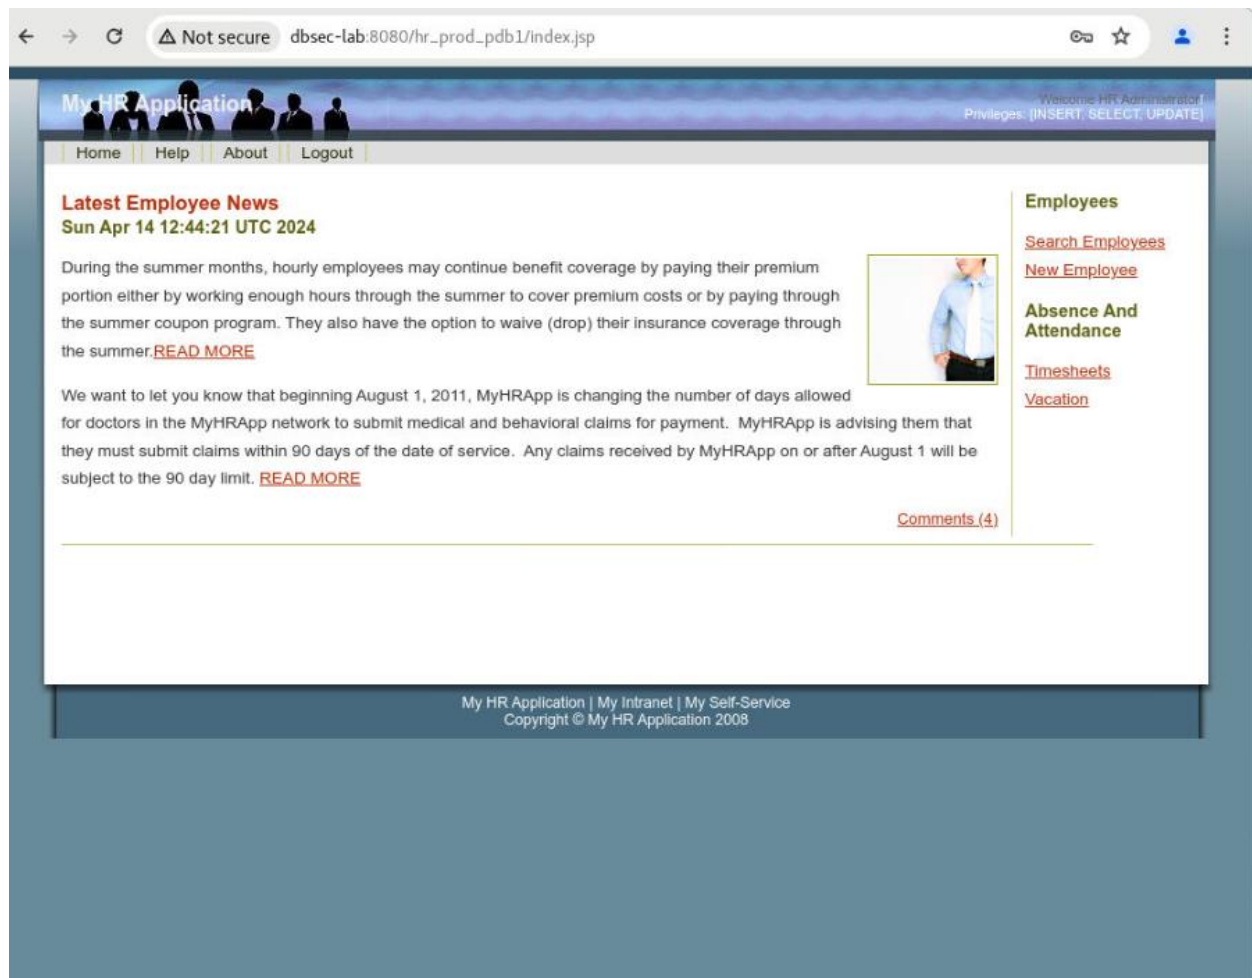 Not secure dbsec-lab:8080/hr_prod_pdb1/index.jsp
My HR Application
Welcome HR Administrator[
Privileges: [INSERT, SELECT, UPDATE]
Home Help About Logout
Latest Employee News
Sun Apr 14 12:44:21 UTC 2024
During the summer months, hourly employees may continue benefit coverage by paying their premium
portion either by working enough hours through the summer to cover premium costs or by paying through
the summer coupon program. They also have the option to waive (drop) their insurance coverage through
the summer.READ MORE
We want to let you know that beginning August 1, 2011, MyHRApp is changing the number of days allowed
for doctors in the MyHRApp network to submit medical and behavioral claims for payment. MyHRApp is advising them that
they must submit claims within 90 days of the date of service. Any claims received by MyHRApp on or after August 1 will be
subject to the 90 day limit. READ MORE
Comments (4)
Employees
Search Employees
New Employee
Absence And
Attendance
Timesheets
Vacation
My HR Application | My Intranet | My Self-Service
Copyright © My HR Application 2008